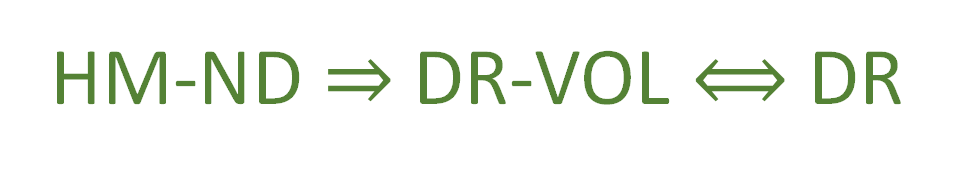 HM-ND ⇒ DR-VOL ⟺ DR